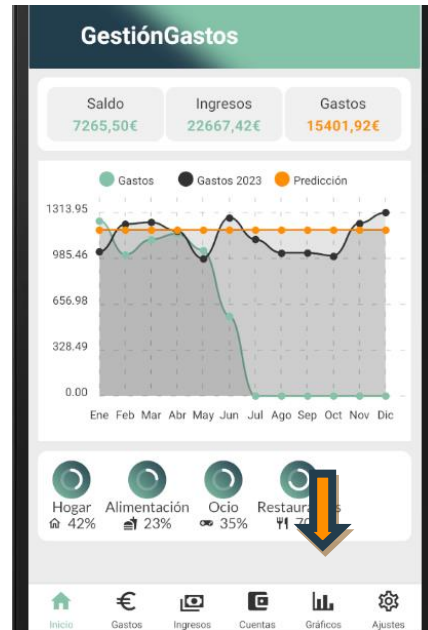 GestiónGastos
Saldo Ingresos Gastos
7265,50€ 22667,42€ 15401,92€
Gastos Gastos 2023 Predicción
1313.95
985.46
656.98
328.49
0.00
Ene Feb Mar Abr May Jun Jul Ago Sep Oct Nov Dic
Hogar Alimentación Ocio
42% 23% 35%
€
Inicio Gastos Ingresos Cuentas Gráficos Ajustes